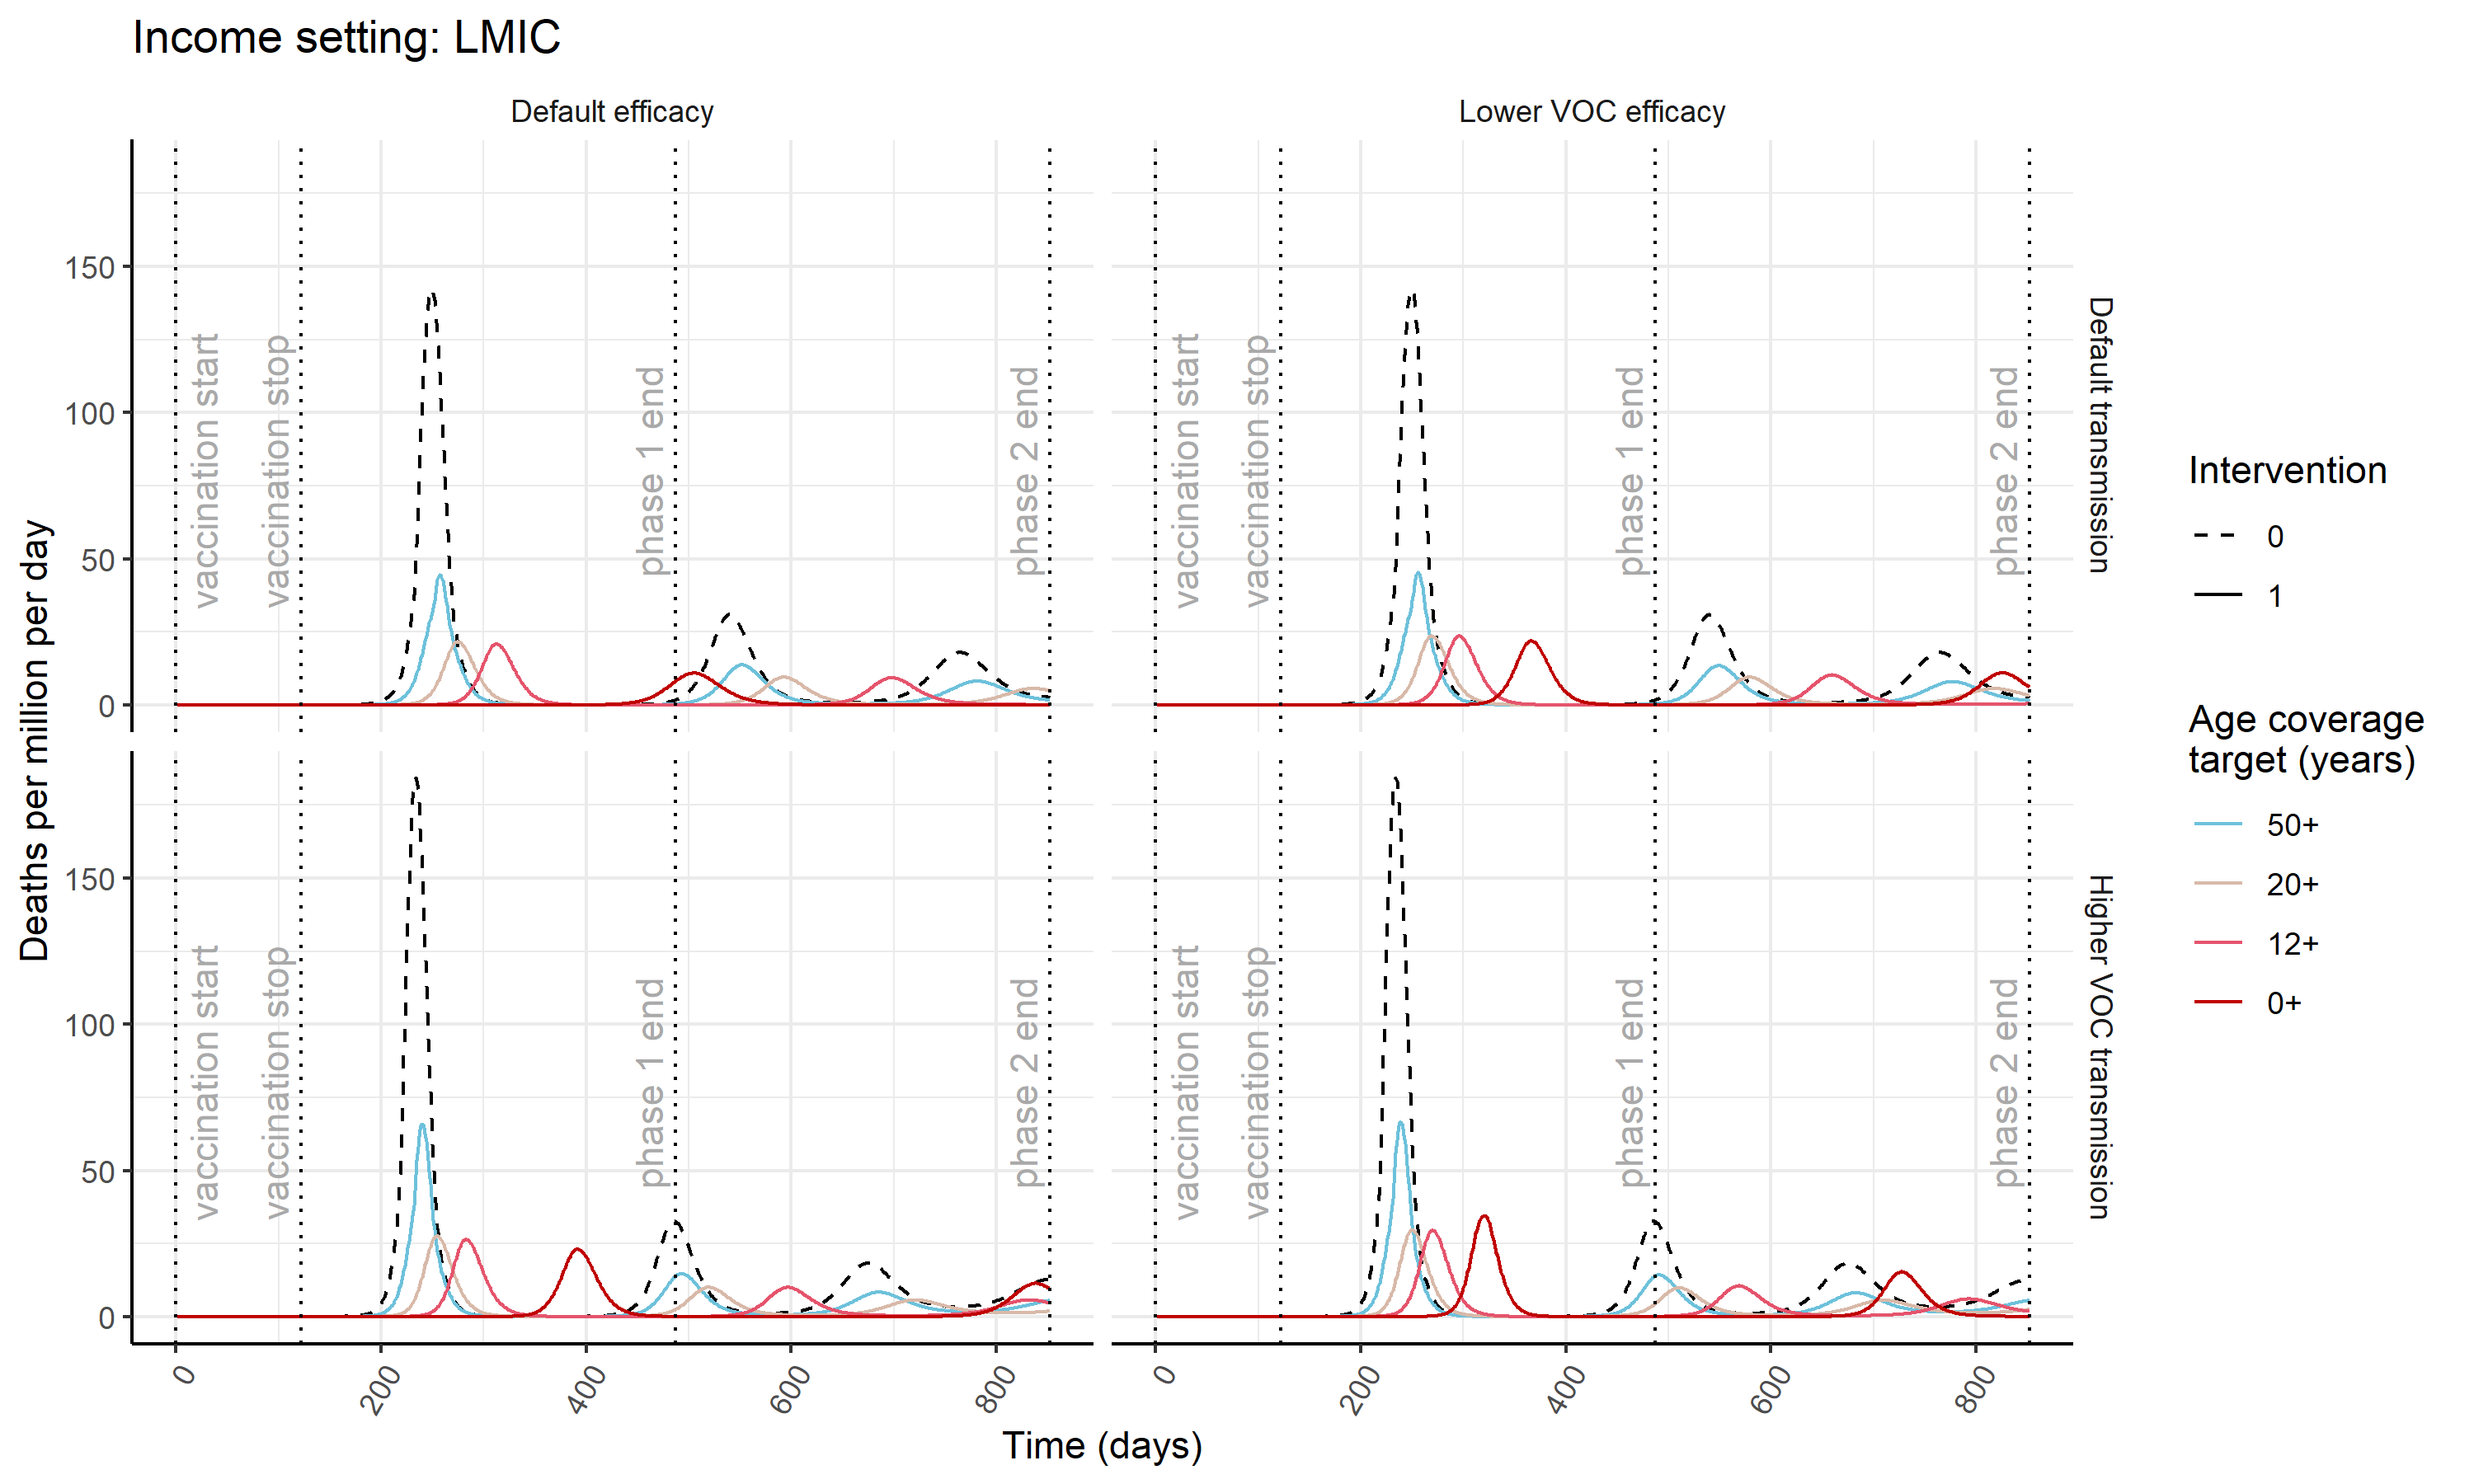 Income setting: LMIC
Default efficacy
Lower VOC efficacy
Deaths per million per day
150
100
50
0
vaccination start
vaccination stop
phase 1 end
phase 2 end
vaccination start
vaccination stop
phase 1 end
phase 2 end
Default transmission
150
100
50
0
vaccination start
vaccination stop
phase 1 end
phase 2 end
vaccination start
vaccination stop
phase 1 end
phase 2 end
Higher VOC transmission
0
200
400
600
800
0
200
400
600
800
Time (days)
Intervention
0
1
Age coverage
target (years)
50+
20+
12+
0+